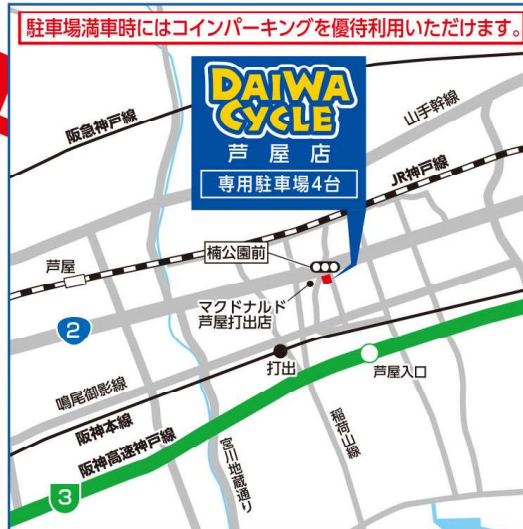 駐車場満車時にはコインパーキングを優待利用いただけます。
DAIWA
CYCLE
芦屋店
専用駐車場4台
阪急神戸線
山手幹線
JR神戸線
芦屋
楠公園前
マクドナルド
芦屋打出店
2
打出
芦屋入口
鳴尾御影線
阪神本線
阪神高速神戸線
3
宮川地蔵通り
稲荷山線